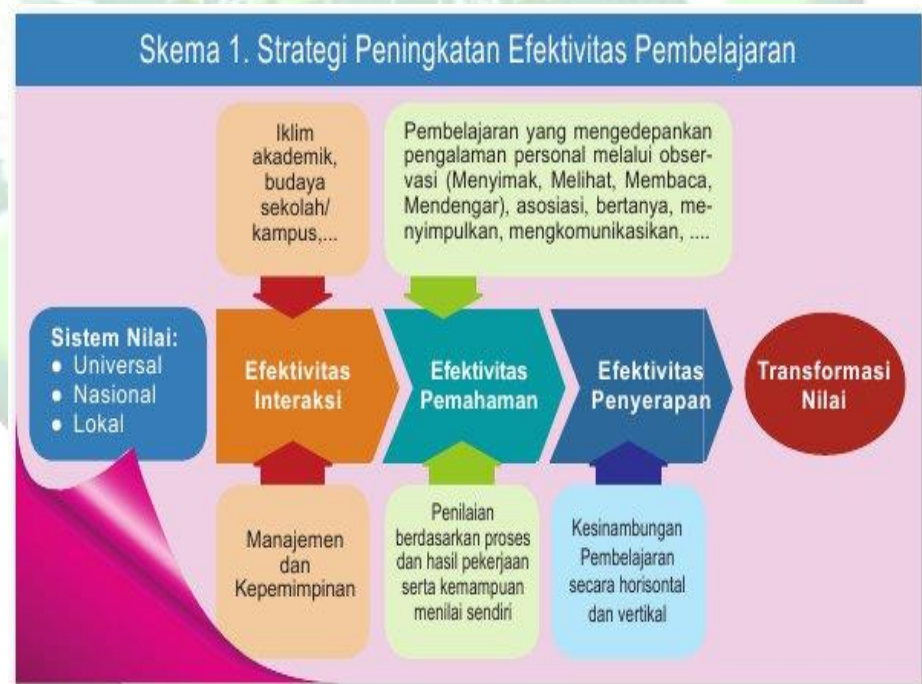 Skema 1. Strategi Peningkatan Efektivitas Pembelajaran
Iklim
akademik,
budaya
sekolah/
kampus,...
Pembelajaran yang mengedepankan
pengalaman personal melalui obser-
vasi (Menyimak, Melihat, Membaca,
Mendengar), asosiasi, bertanya, me-
nyimpulkan, mengkomunikasikan, ....
Sistem Nilai:
● Universal
● Nasional
● Lokal
Efektivitas
Interaksi
Efektivitas
Pemahaman
Efektivitas
Penyerapan
Transformasi
Nilai
Manajemen
dan
Kepemimpinan
Penilaian
berdasarkan proses
dan hasil pekerjaan
serta kemampuan
menilai sendiri
Kesinambungan
Pembelajaran
secara horisontal
dan vertikal